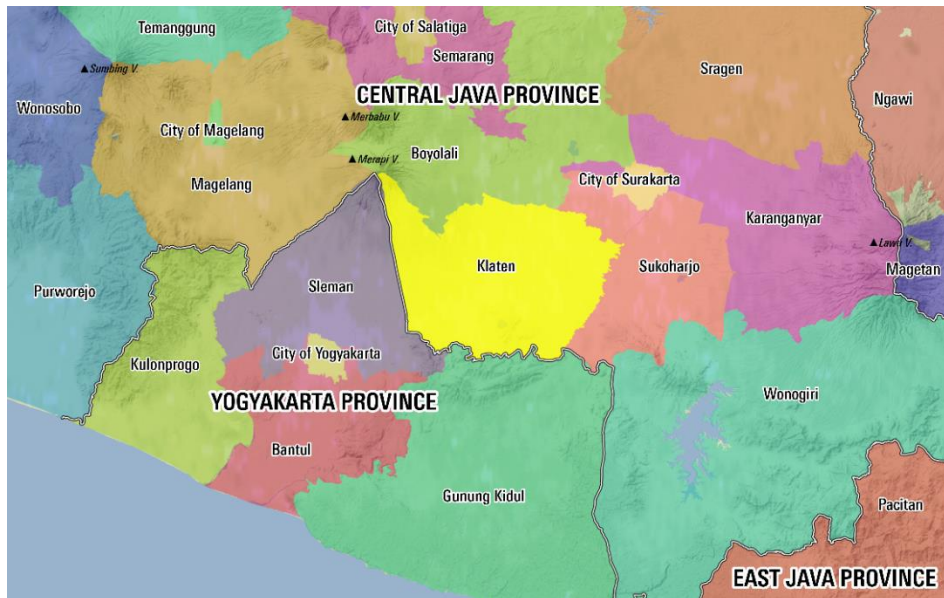 Temanggung
City of Salatiga
Semarang
▲Sumbing V.
Sragen
Wonosobo
CENTRAL JAVA PROVINCE
Ngawi
City of Magelang
▲Merbabu V.
Boyolali
▲Merapi V.
Magelang
City of Surakarta
Karanganyar
▲Lawu V.
Klaten
Sukoharjo
Magetan
Purworejo
Sleman
City of Yogyakarta
Kulonprogo
Wonogiri
YOGYAKARTA PROVINCE
Bantul
Gunung Kidul
Pacitan
EAST JAVA PROVINCE